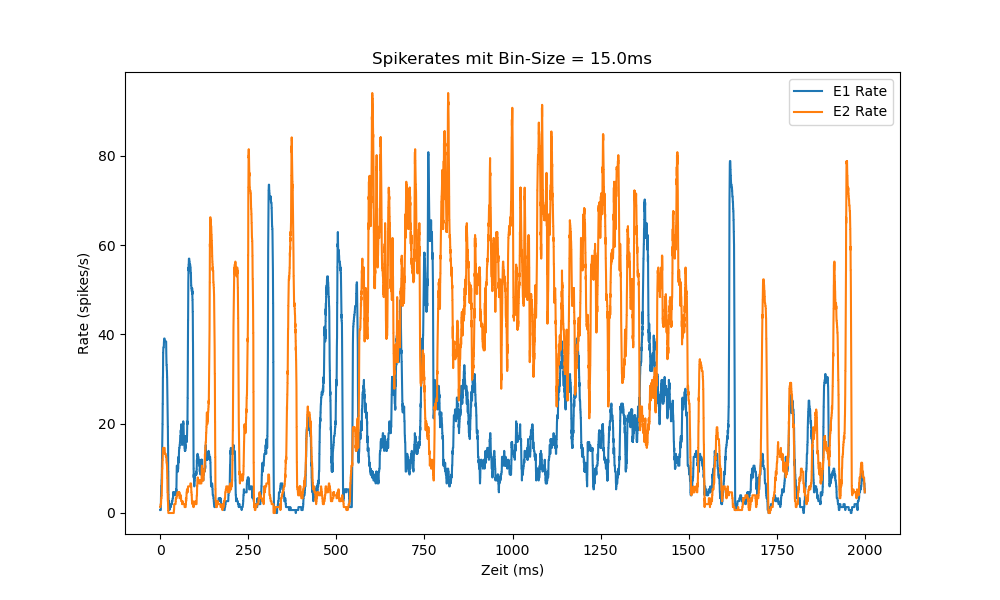 Spikerates mit Bin-Size = 15.0ms
E1 Rate
E2 Rate
Rate (spikes/s)
80
60
40
20
0
0 250 500 750 1000 1250 1500 1750 2000
Zeit (ms)